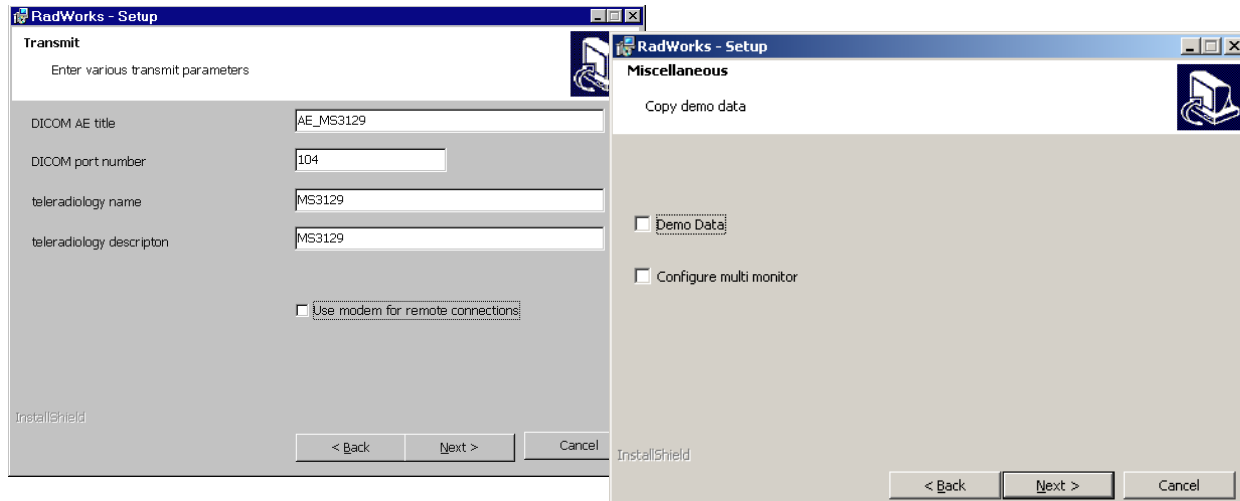 RadWorks - Setup
Transmit
Enter various transmit parameters
DICOM AE title
AE_MS3129
DICOM port number
104
teleradiology name
MS3129
teleradiology descripton
MS3129
Use modem for remote connections
InstallShield
< Back
Next >
Cancel
RadWorks - Setup
Miscellaneous
Copy demo data
Demo Data
Configure multi monitor
InstallShield
< Back
Next >
Cancel